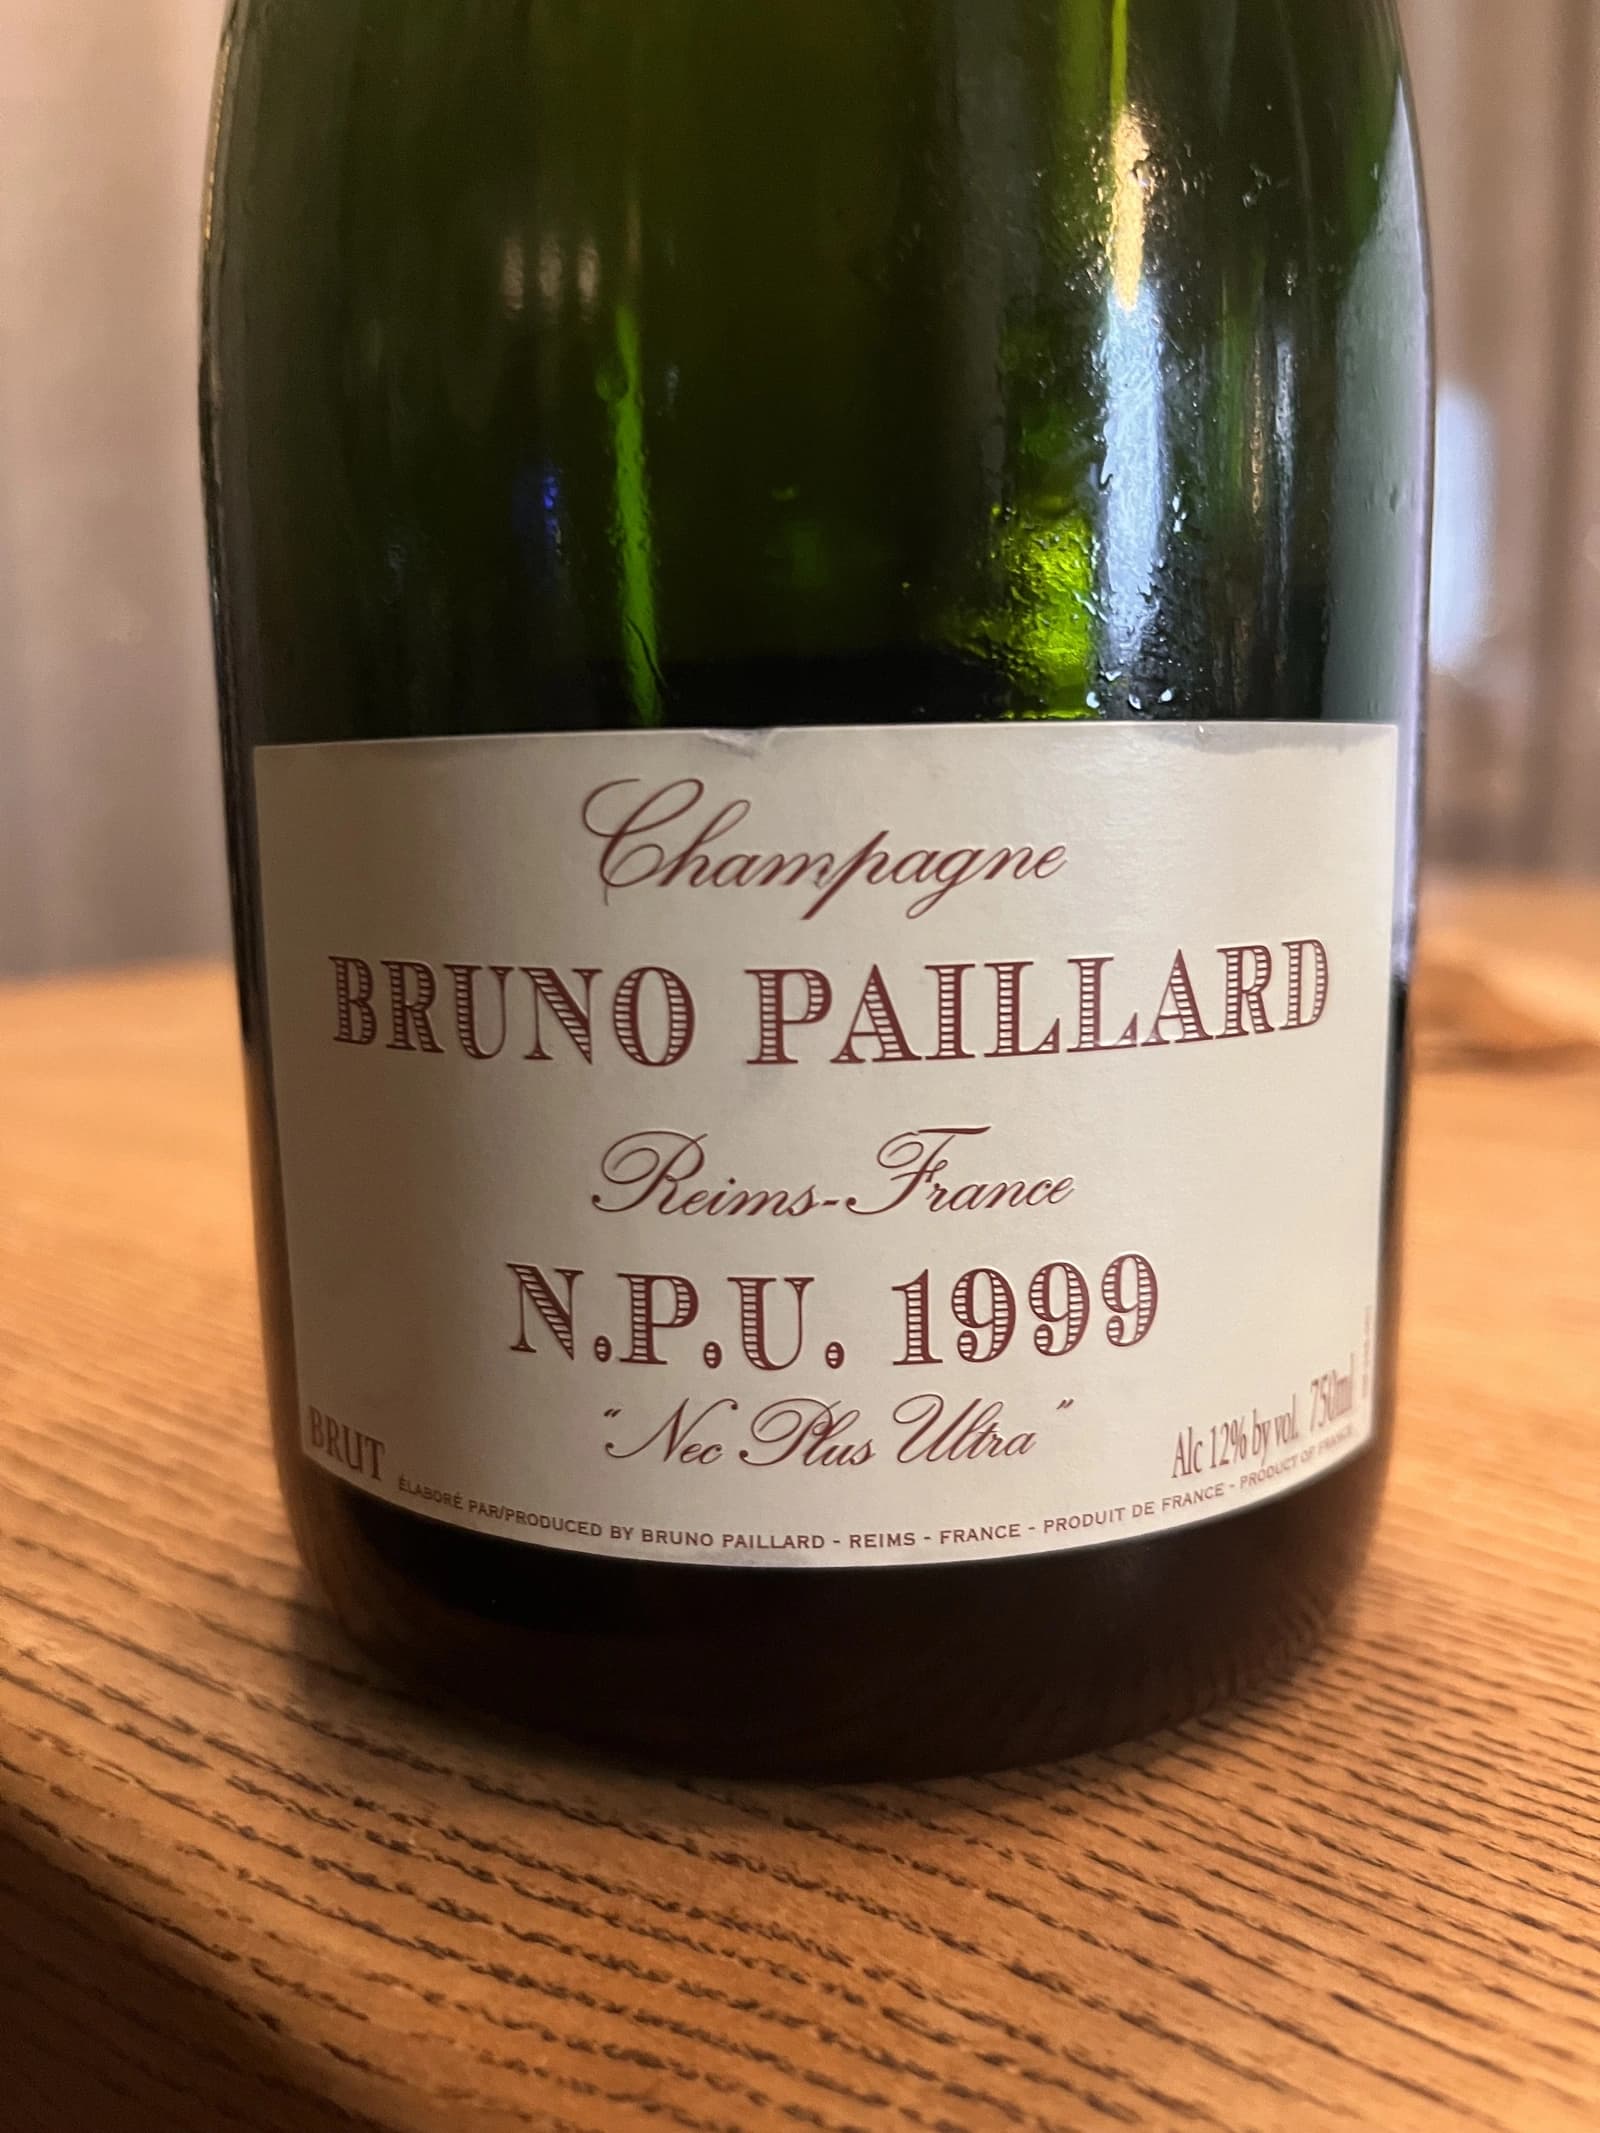 Champagne
BRUNO PAILLARD
Reims-France
N.P.U. 1999
"Nec Plus Ultra"
BRUT
Alc 12% by vol. 750ml
ÉLABORÉ PAR/PRODUCED BY BRUNO PAILLARD - REIMS - FRANCE - PRODUIT DE FRANCE - PRODUCT OF FRANCE